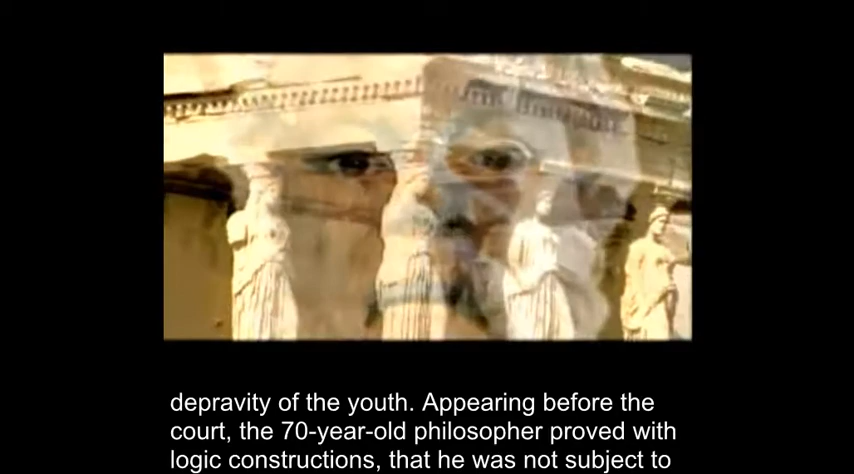 depravity of the youth. Appearing before the
court, the 70-year-old philosopher proved with
logic constructions, that he was not subject to